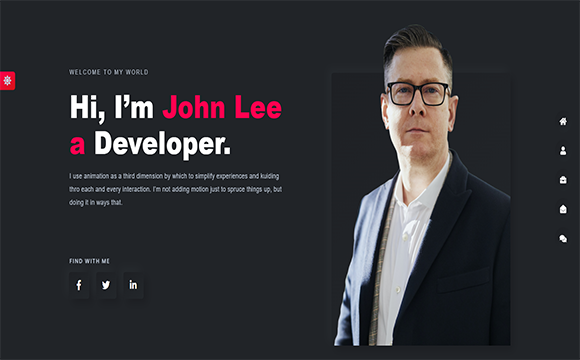 WELCOME TO MY WORLD
Hi, I’m John Lee
a Developer.
I use animation as a third dimension by which to simplify experiences and kuiding
thro each and every interaction. I’m not adding motion just to spruce things up, but
doing it in ways that.
FIND WITH ME